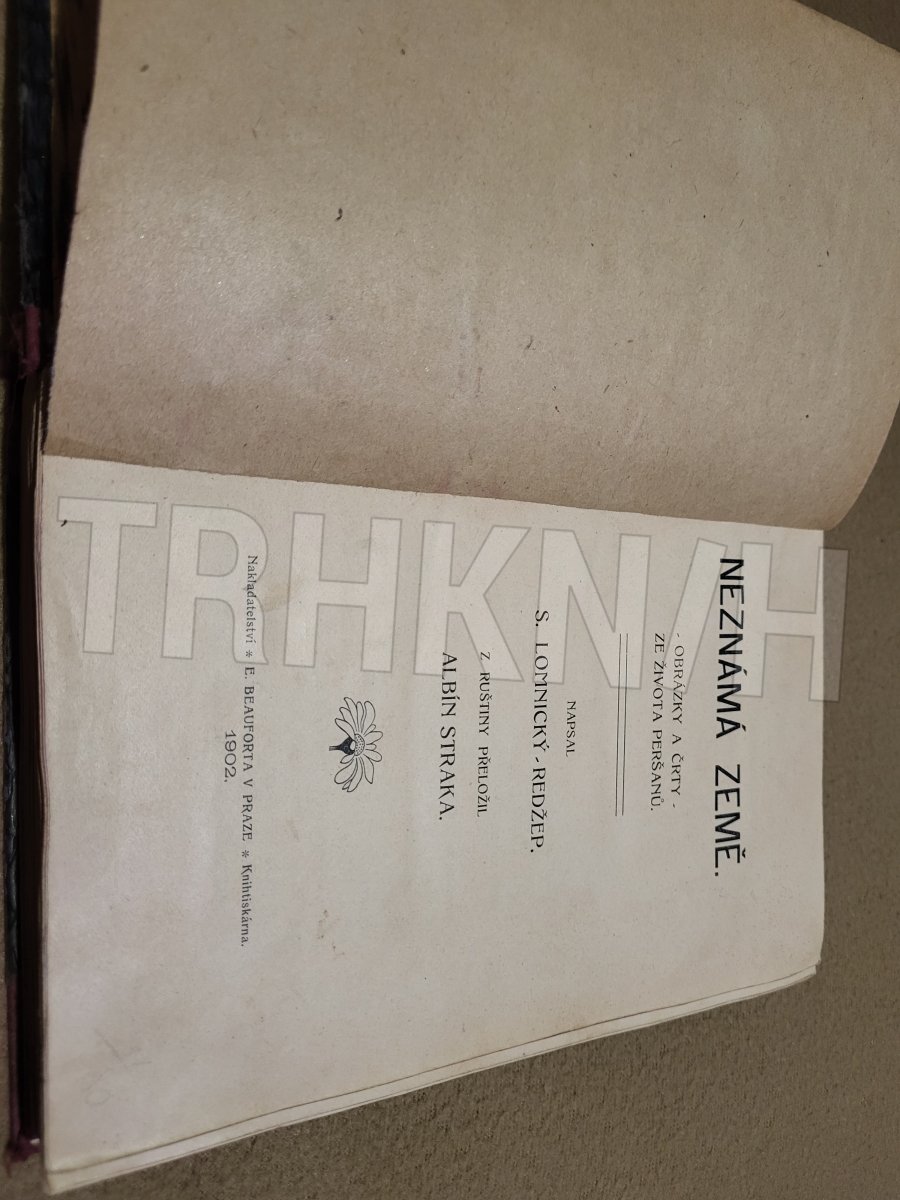 NEZNÁMÁ ZEMĚ.
- OBRÁZKY A ČRTY -
ZE ŽIVOTA PERŠANŮ.
NAPSAL
S. LOMNICKÝ-REDŽEP.
Z RUŠTINY PŘELOŽIL
ALBÍN STRAKA.
Nakladatelství * E. BEAUFORTA V PRAZE * Knihtiskárna.
1902.
TRHKNIH